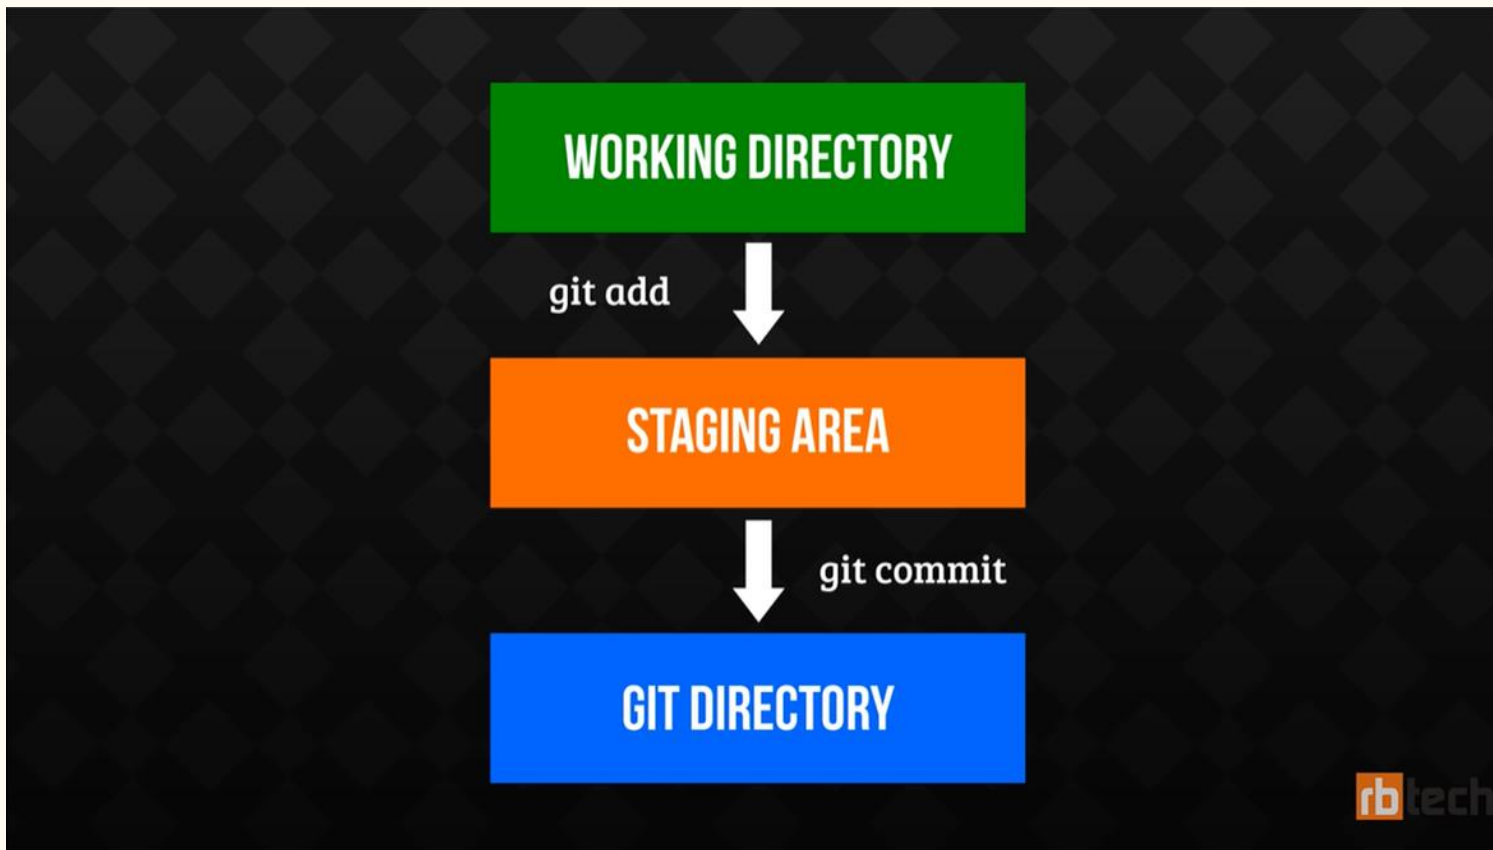 WORKING DIRECTORY
git add
STAGING AREA
git commit
GIT DIRECTORY
rbtech